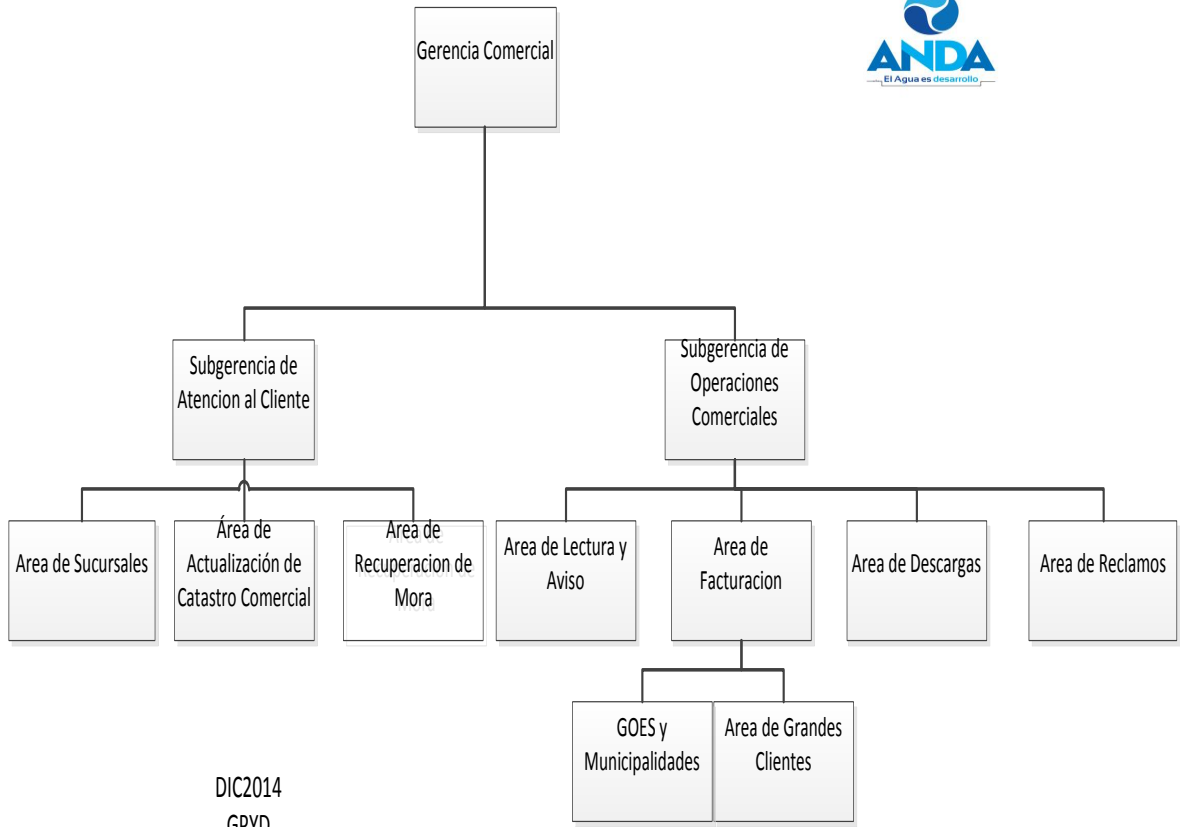 Gerencia Comercial
ANDA
El Agua es desarrollo
Subgerencia de
Atencion al Cliente
Subgerencia de
Operaciones
Comerciales
Area de Sucursales
Área de
Actualización de
Catastro Comercial
Area de
Recuperacion de
Mora
Area de Lectura y
Aviso
Area de
Facturacion
Area de Descargas
Area de Reclamos
GOES y
Municipalidades
Area de Grandes
Clientes
DIC2014
GPYD